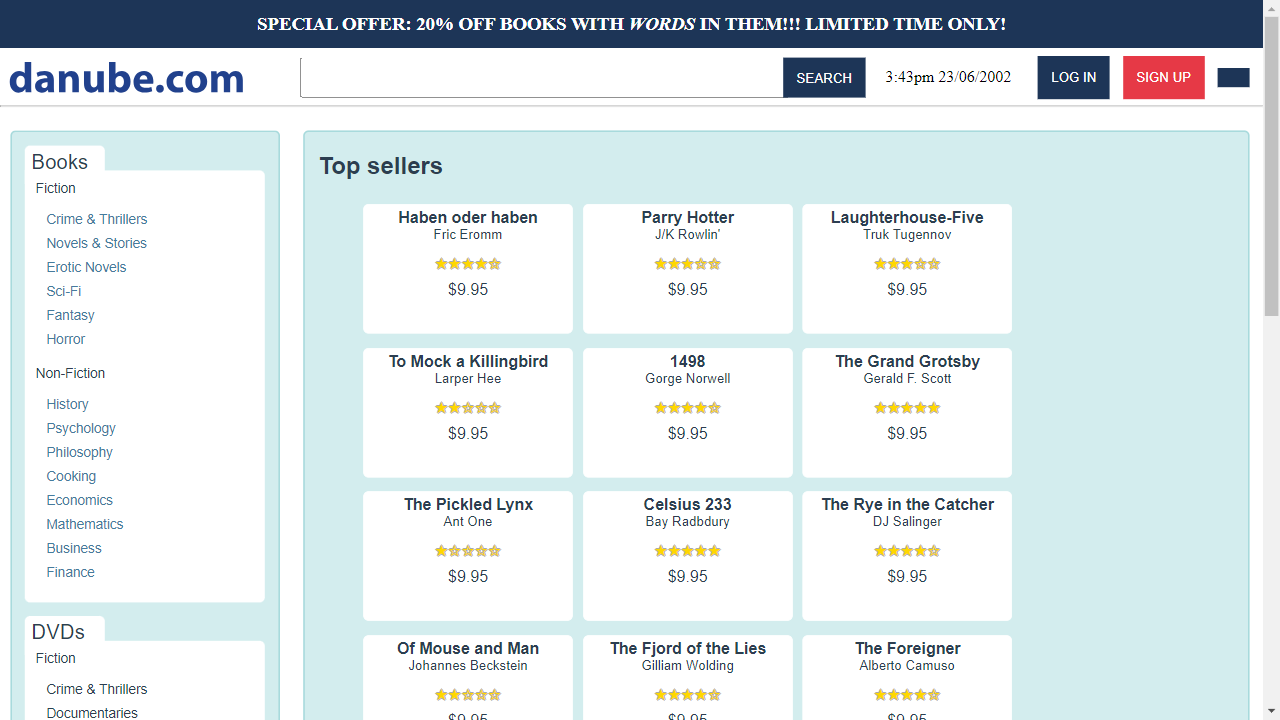 SPECIAL OFFER: 20% OFF BOOKS WITH WORDS IN THEM!!! LIMITED TIME ONLY!
danube.com
SEARCH
3:43pm 23/06/2002
LOG IN
SIGN UP
Books
Fiction
Crime & Thrillers
Novels & Stories
Erotic Novels
Sci-Fi
Fantasy
Horror
Non-Fiction
History
Psychology
Philosophy
Cooking
Economics
Mathematics
Business
Finance
DVDs
Fiction
Crime & Thrillers
Documentaries
Top sellers
Haben oder haben
Fric Eromm
$9.95
Parry Hotter
J/K Rowlin'
$9.95
Laughterhouse-Five
Truk Tugennov
$9.95
To Mock a Killingbird
Larper Hee
$9.95
1498
Gorge Norwell
$9.95
The Grand Grotsby
Gerald F. Scott
$9.95
The Pickled Lynx
Ant One
$9.95
Celsius 233
Bay Radbdury
$9.95
The Rye in the Catcher
DJ Salinger
$9.95
Of Mouse and Man
Johannes Beckstein
$9.95
The Fjord of the Lies
Gilliam Wolding
$9.95
The Foreigner
Alberto Camuso
$9.95